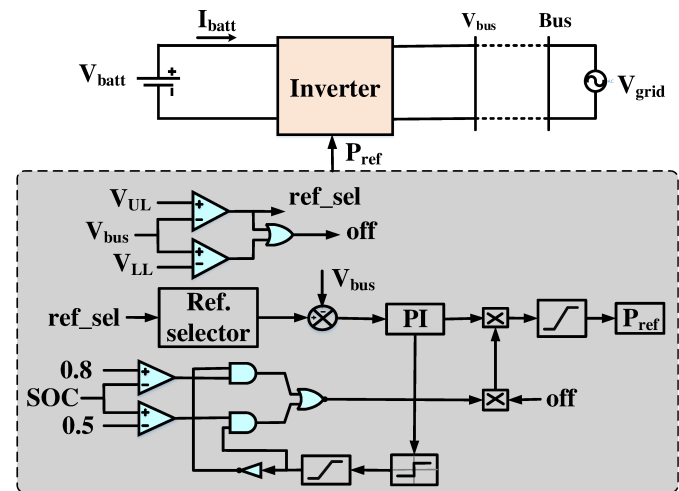 I_batt
V_bus
Bus
V_batt
Inverter
V_grid
P_ref
V_UL
ref_sel
V_bus
off
V_LL
V_bus
ref_sel
Ref.
selector
PI
P_ref
0.8
SOC
0.5
off